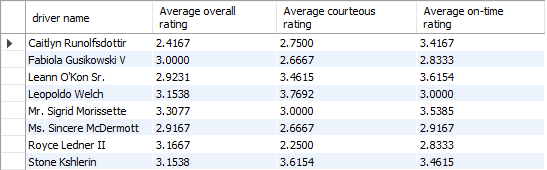 driver name Average overall rating Average courteous rating Average on-time rating
Caitlyn Runolfsdottir 2.4167 2.7500 3.4167
Fabiola Gusikowski V 3.0000 2.6667 2.8333
Leann O'Kon Sr. 2.9231 3.4615 3.6154
Leopoldo Welch 3.1538 3.7692 3.0000
Mr. Sigrid Morissette 3.3077 3.0000 3.5385
Ms. Sincere McDermott 2.9167 2.6667 2.9167
Royce Ledner II 3.1667 2.2500 2.8333
Stone Kshlerin 3.1538 3.6154 3.4615